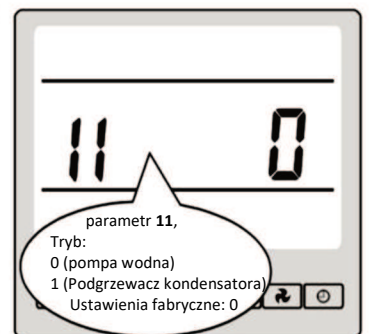 11 0
parametr 11,
Tryb:
0 (pompa wodna)
1 (Podgrzewacz kondensatora)
Ustawienia fabryczne: 0